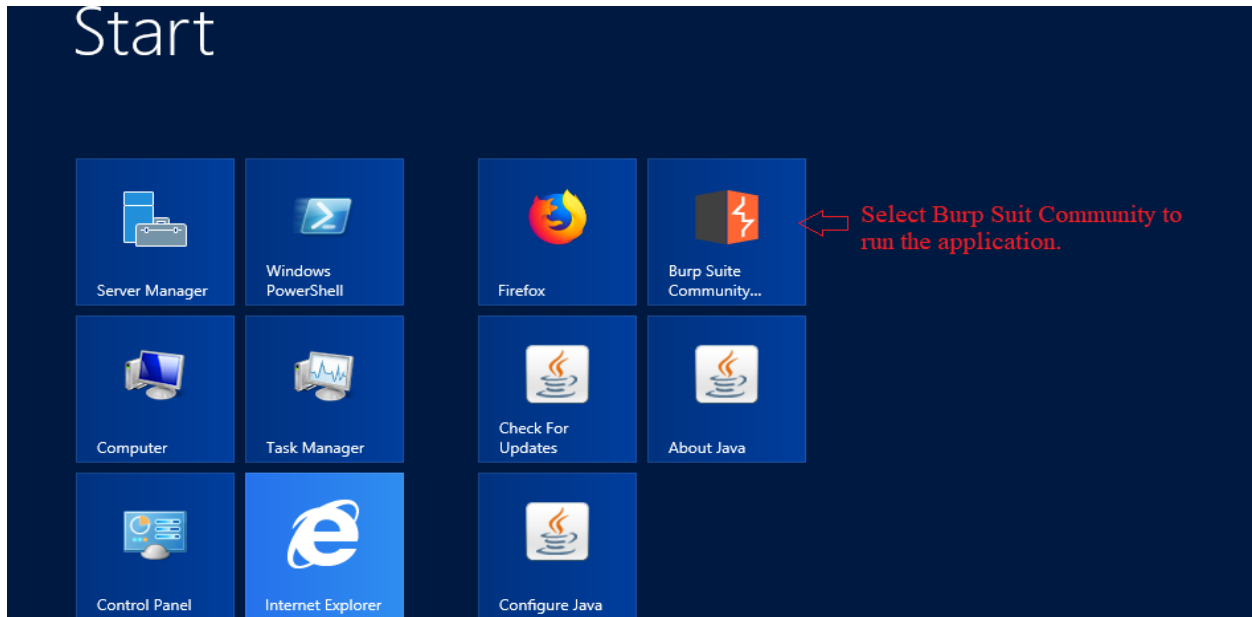 Start
Server Manager
Windows
PowerShell
Firefox
Burp Suite
Community...
Select Burp Suit Community to
run the application.
Computer
Task Manager
Check For
Updates
About Java
Control Panel
Internet Explorer
Configure Java